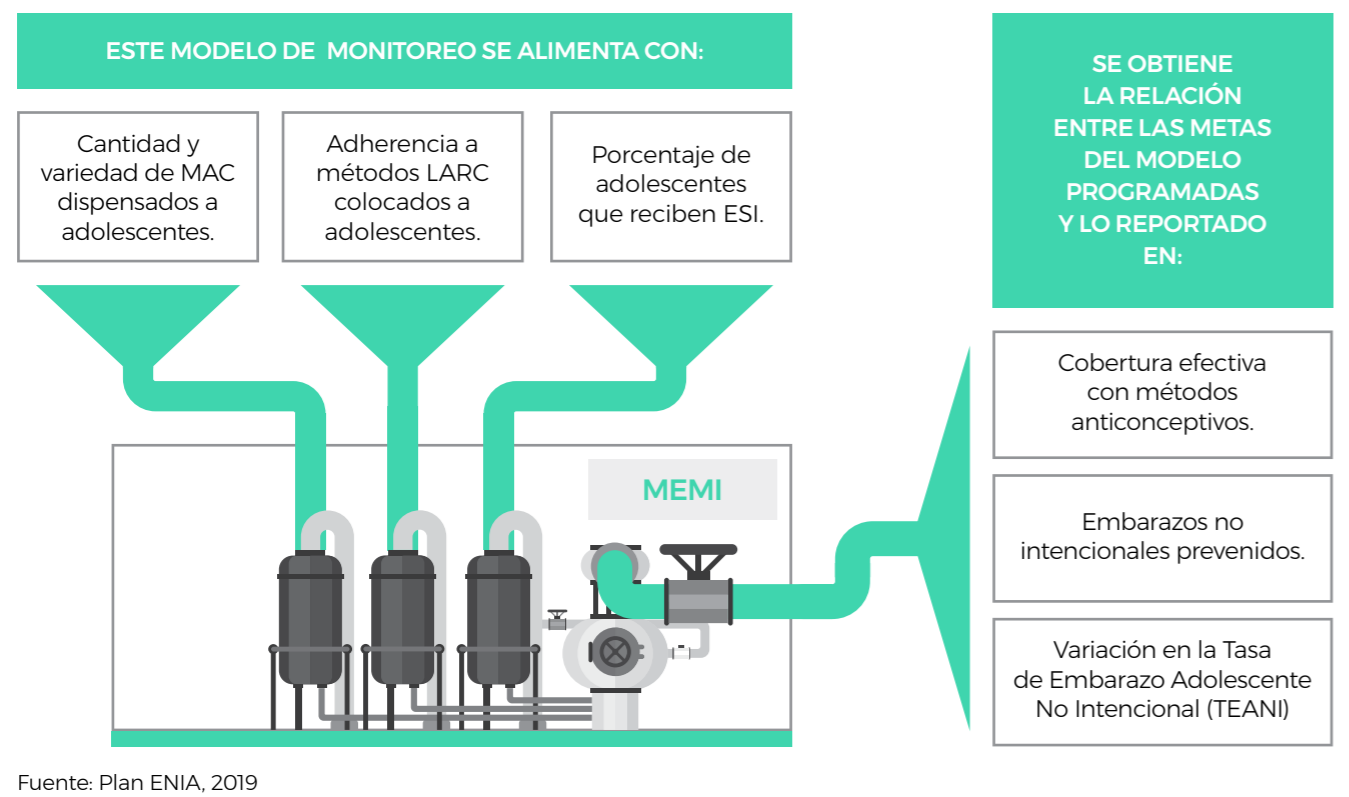 ESTE MODELO DE MONITOREO SE ALIMENTA CON:
Cantidad y
variedad de MAC
dispensados a
adolescentes.
Adherencia a
métodos LARC
colocados a
adolescentes.
Porcentaje de
adolescentes
que reciben ESI.
MEMI
SE OBTIENE
LA RELACIÓN
ENTRE LAS METAS
DEL MODELO
PROGRAMADAS
Y LO REPORTADO
EN:
Cobertura efectiva
con métodos
anticonceptivos.
Embarazos no
intencionales prevenidos.
Variación en la Tasa
de Embarazo Adolescente
No Intencional (TEANI)
Fuente: Plan ENIA, 2019